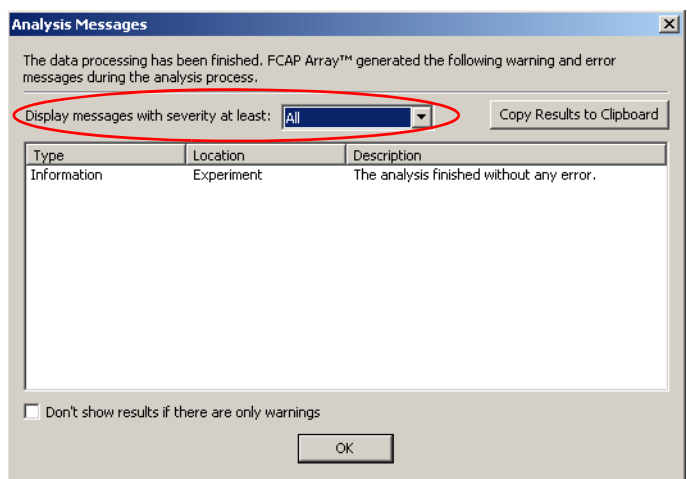 Analysis Messages
The data processing has been finished. FCAP Array™ generated the following warning and error
messages during the analysis process.
Display messages with severity at least: All Copy Results to Clipboard
Type Location Description
Information Experiment The analysis finished without any error.
Don't show results if there are only warnings
OK